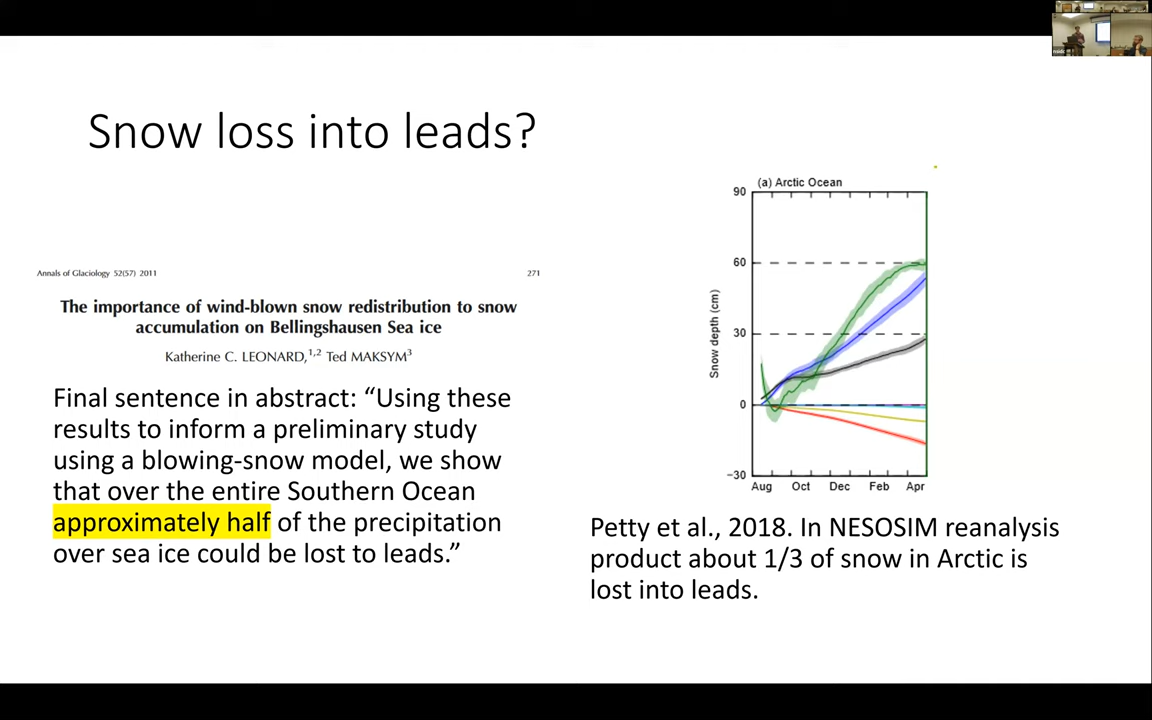 Snow loss into leads?
Annals of Glaciology 52(57) 2011
271
The importance of wind-blown snow redistribution to snow
accumulation on Bellingshausen Sea ice
Katherine C. LEONARD,1,2 Ted MAKSYM3
Final sentence in abstract: “Using these
results to inform a preliminary study
using a blowing-snow model, we show
that over the entire Southern Ocean
approximately half of the precipitation
over sea ice could be lost to leads.”
(a) Arctic Ocean
90
60
30
0
−30
Snow depth (cm)
Aug Oct Dec Feb Apr
Petty et al., 2018. In NESOSIM reanalysis
product about 1/3 of snow in Arctic is
lost into leads.